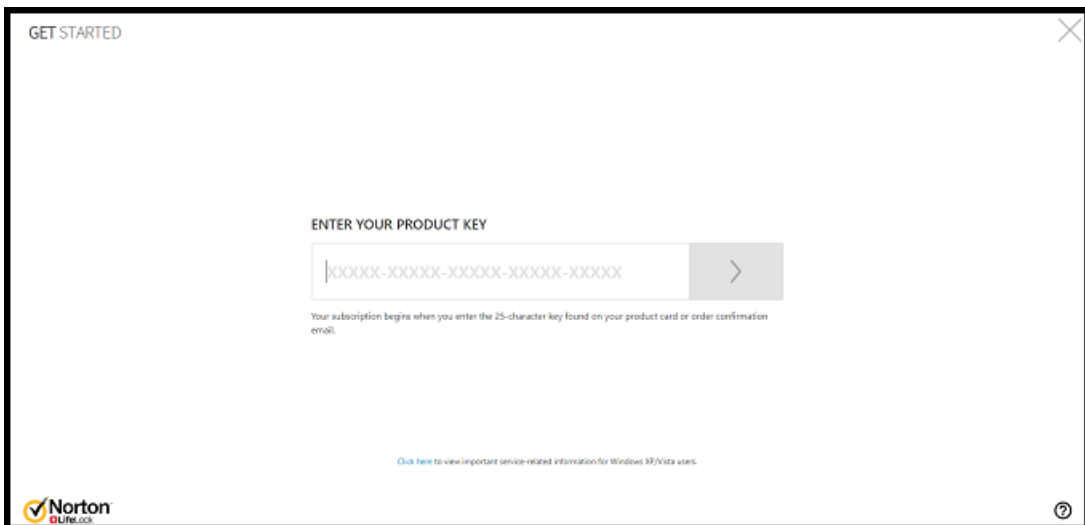 GET STARTED
ENTER YOUR PRODUCT KEY
XXXXX-XXXXX-XXXXX-XXXXX-XXXXX
Your subscription begins when you enter the 25-character key found on your product card or order confirmation
email.
Click here to view important service-related information for Windows XP/Vista users.
Norton
LifeLock